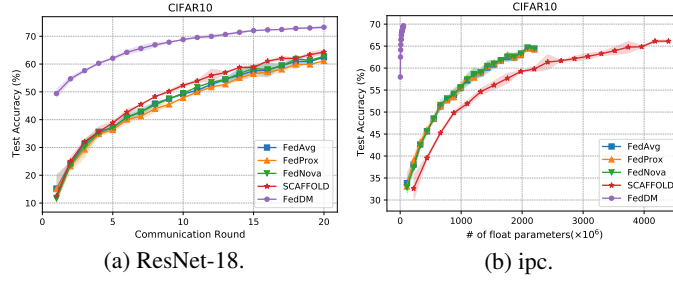 CIFAR10
Test Accuracy (%)
70
60
50
40
30
20
10
0
5
10
15
20
Communication Round
FedAvg
FedProx
FedNova
SCAFFOLD
FedDM
(a) ResNet-18.
CIFAR10
Test Accuracy (%)
70
65
60
55
50
45
40
35
30
0
1000
2000
3000
4000
# of float parameters(×10⁶)
FedAvg
FedProx
FedNova
SCAFFOLD
FedDM
(b) ipc.